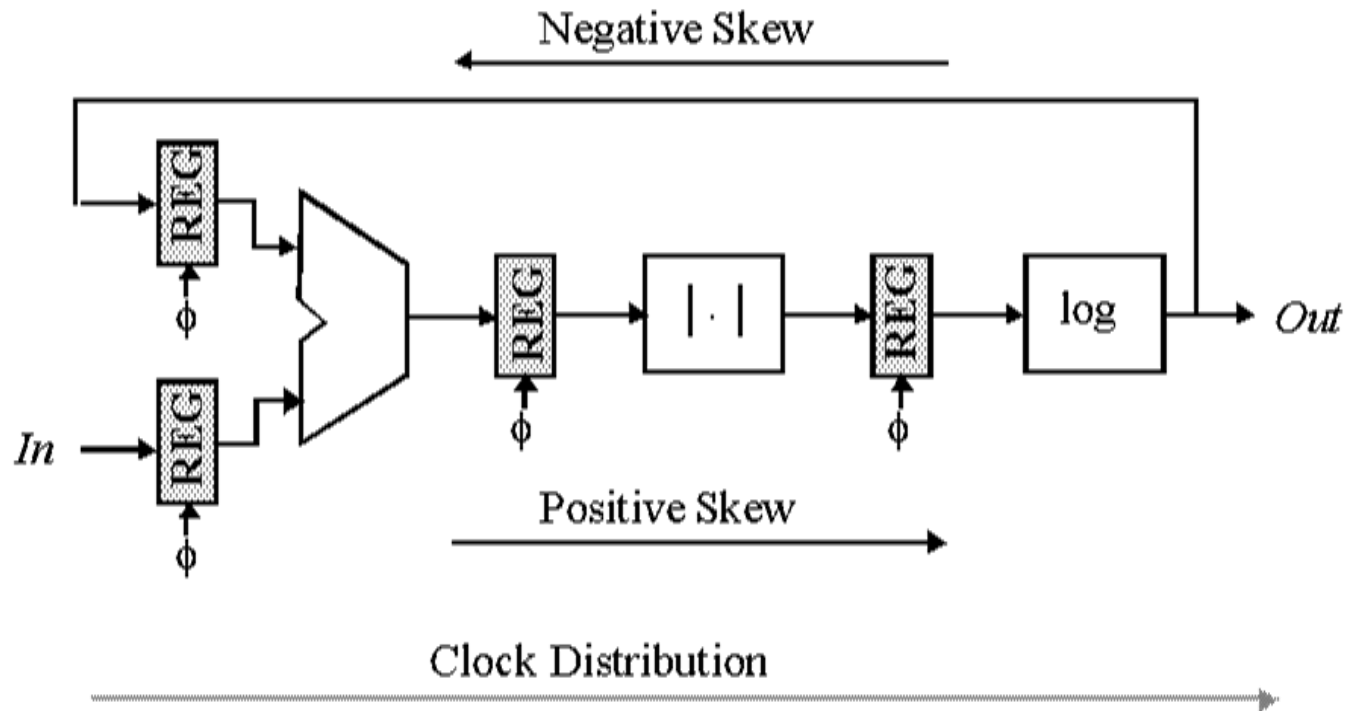 Negative Skew
REG
ϕ
REG
|·|
REG
log
Out
ϕ
ϕ
In
REG
ϕ
Positive Skew
Clock Distribution